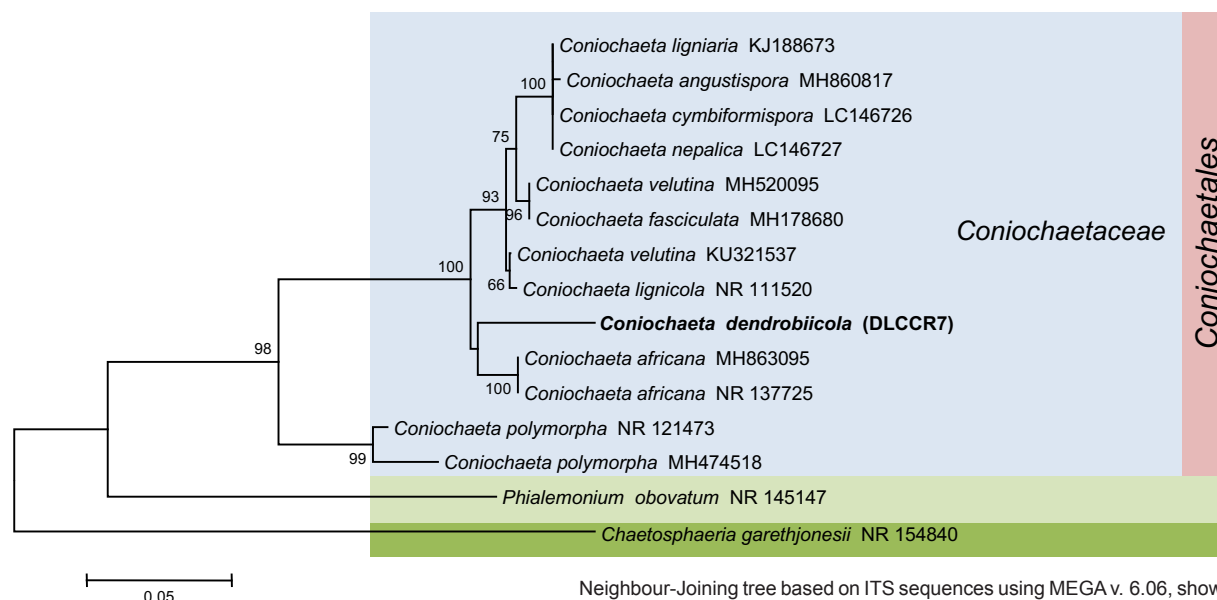 Coniochaeta ligniaria KJ188673
Coniochaeta angustispora MH860817
100
Coniochaeta cymbiformispora LC146726
75
Coniochaeta nepalica LC146727
Coniochaeta velutina MH520095
93
96
Coniochaeta fasciculata MH178680
Coniochaetaceae
Coniochaetales
Coniochaeta velutina KU321537
100
66
Coniochaeta lignicola NR 111520
Coniochaeta dendrobiicola (DLCCR7)
98
Coniochaeta africana MH863095
100
Coniochaeta africana NR 137725
Coniochaeta polymorpha NR 121473
99
Coniochaeta polymorpha MH474518
Phialemonium obovatum NR 145147
Chaetosphaeria garethjonesii NR 154840
0.05
Neighbour-Joining tree based on ITS sequences using MEGA v. 6.06, show